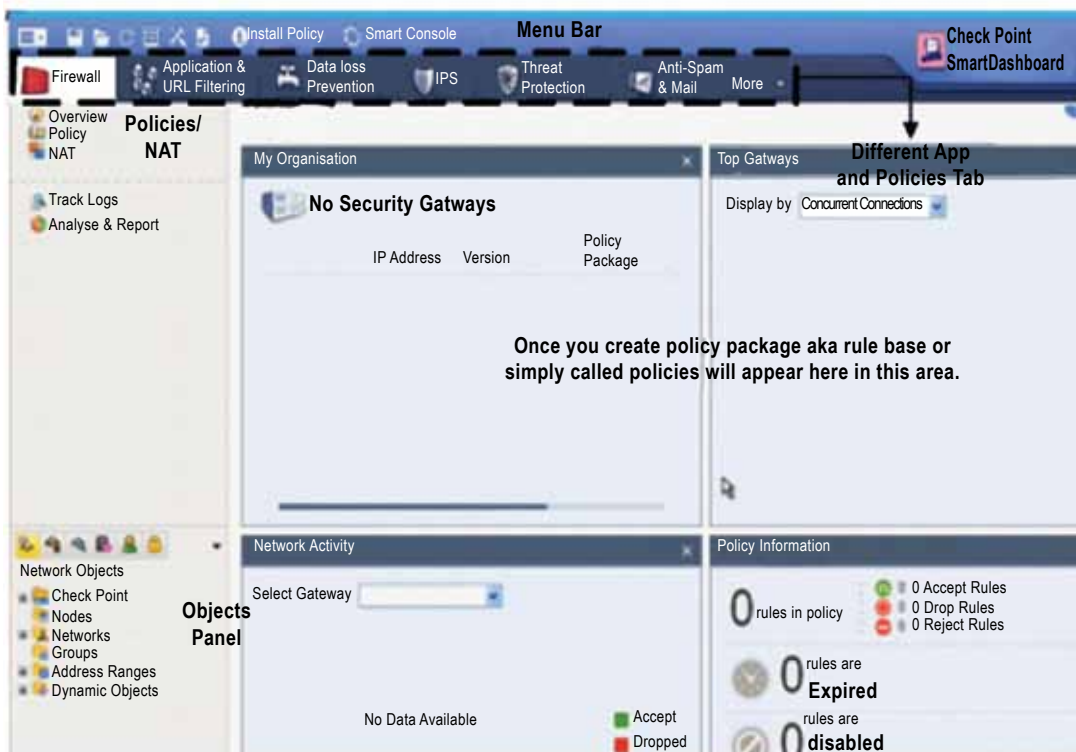 Install Policy
Smart Console
Menu Bar
Check Point
SmartDashboard
Firewall
Application &
URL Filtering
Data loss
Prevention
IPS
Threat
Protection
Anti-Spam
& Mail
More
Overview
Policy
NAT
Policies/
NAT
Track Logs
Analyse & Report
My Organisation
No Security Gatways
IP Address
Version
Policy
Package
Top Gatways
Different App
and Policies Tab
Display by
Concurrent Connections
Once you create policy package aka rule base or
simply called policies will appear here in this area.
Network Objects
Check Point
Nodes
Networks
Groups
Address Ranges
Dynamic Objects
Objects
Panel
Network Activity
Select Gateway
No Data Available
Accept
Dropped
Policy Information
0 rules in policy
0 Accept Rules
0 Drop Rules
0 Reject Rules
0 rules are
Expired
0 rules are
disabled